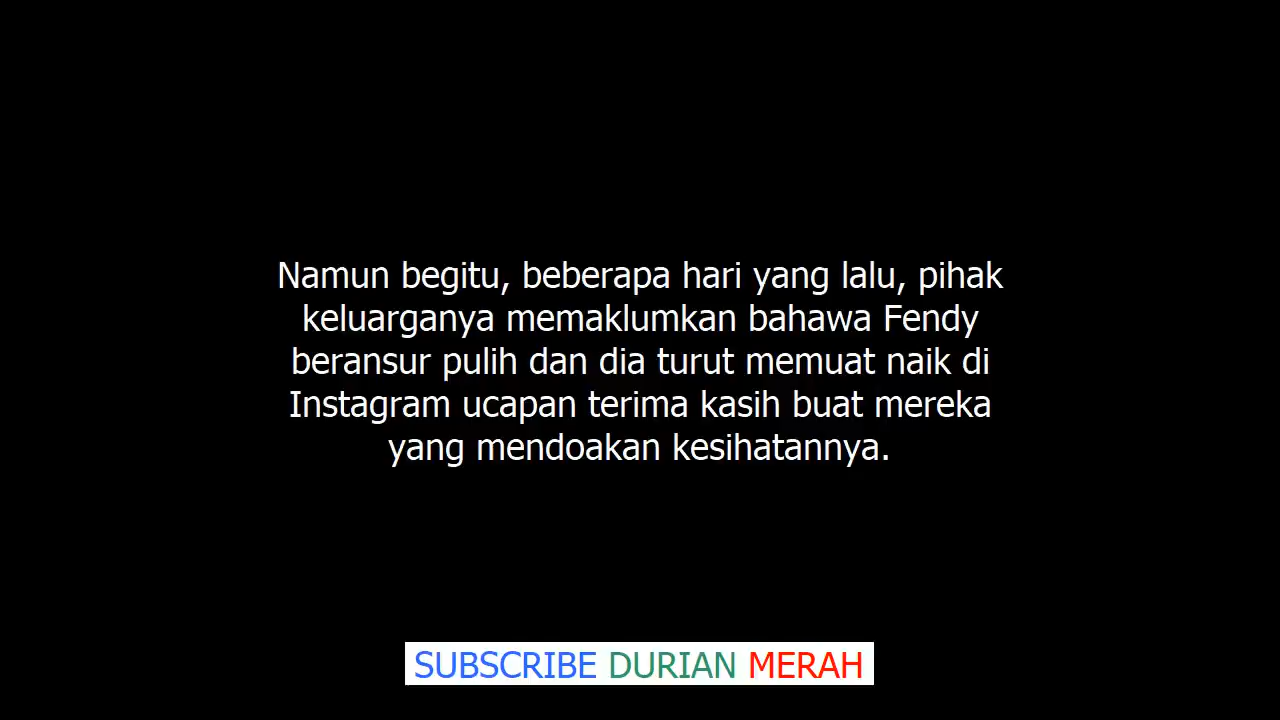 Namun begitu, beberapa hari yang lalu, pihak
keluarganya memaklumkan bahawa Fendy
beransur pulih dan dia turut memuat naik di
Instagram ucapan terima kasih buat mereka
yang mendoakan kesihatannya.
SUBSCRIBE DURIAN MERAH